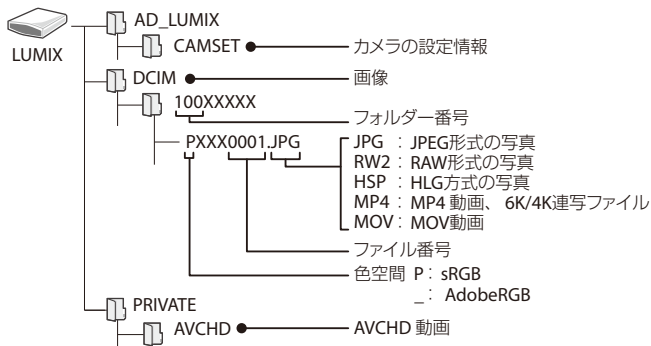 LUMIX
AD_LUMIX
CAMSET カメラの設定情報
DCIM 画像
100XXXXX
フォルダー番号
PXXX0001.JPG
JPG : JPEG形式の写真
RW2 : RAW形式の写真
HSP : HLG方式の写真
MP4 : MP4 動画、 6K/4K連写ファイル
MOV : MOV動画
ファイル番号
色空間 P : sRGB
_ : AdobeRGB
PRIVATE
AVCHD AVCHD 動画